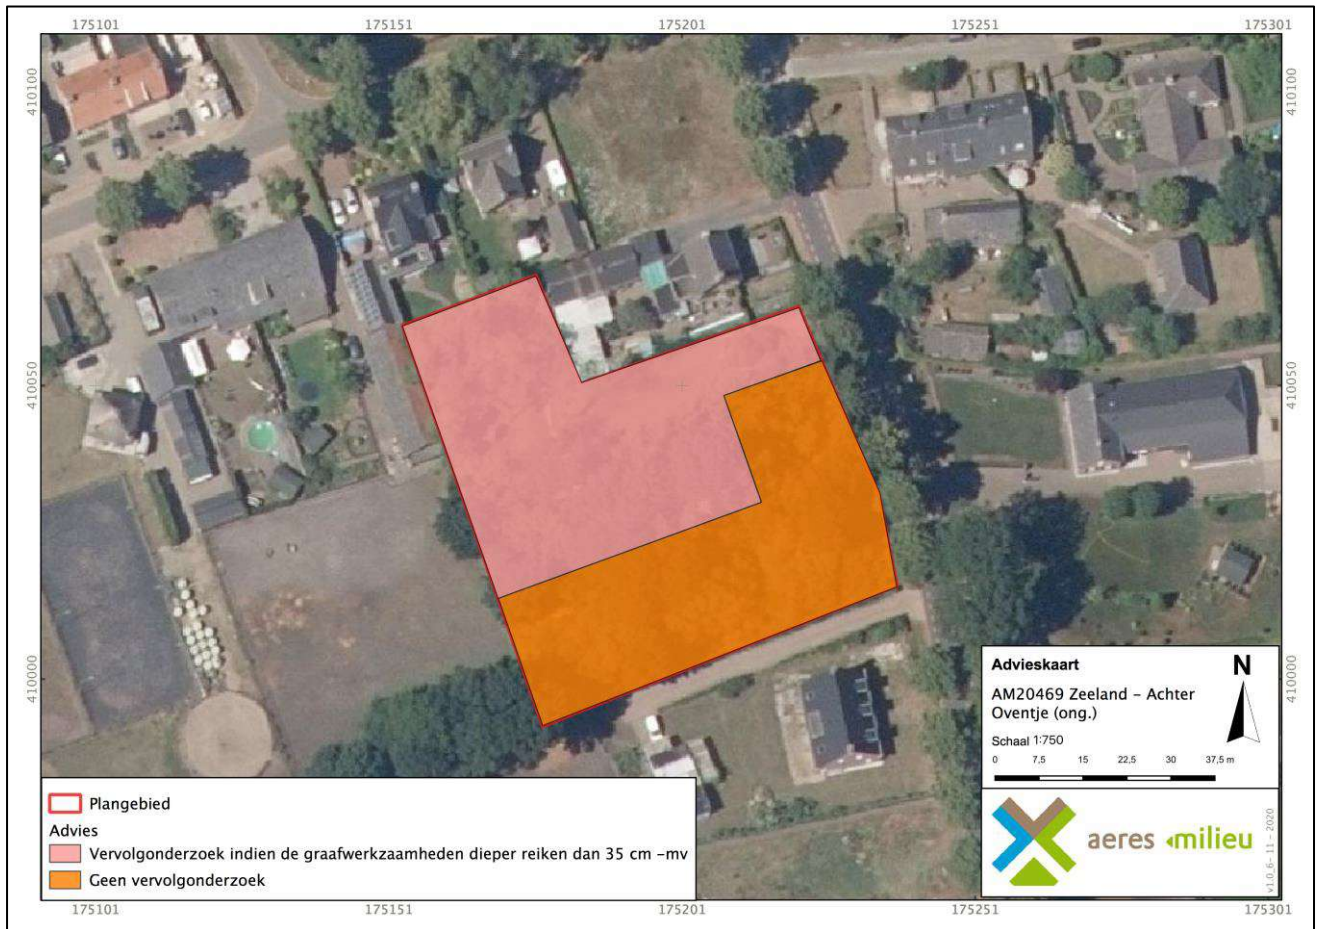 175101 175151 175201 175251 175301
410100 410100
410050 410050
410000 410000
Advieskaart
N
AM20469 Zeeland – Achter
Oventje (ong.)
Schaal 1:750
0 7,5 15 22,5 30 37,5 m
aeres milieu
v1.0_6- 11 - 2020
Plangebied
Advies
Vervolgonderzoek indien de graafwerkzaamheden dieper reiken dan 35 cm -mv
Geen vervolgonderzoek
175101 175151 175201 175251 175301